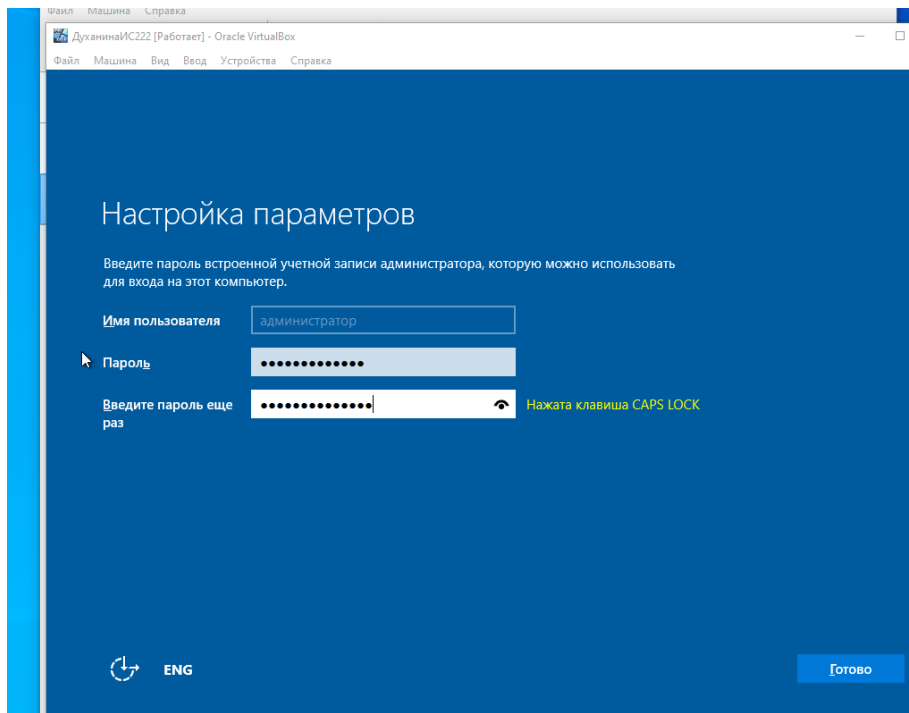 Файл Машина Справка
ДуханинаИС222 [Работает] - Oracle VirtualBox
Файл Машина Вид Ввод Устройства Справка
Настройка параметров
Введите пароль встроенной учетной записи администратора, которую можно использовать
для входа на этот компьютер.
Имя пользователя администратор
Пароль •••••••••••••
Введите пароль еще •••••••••••••• Нажата клавиша CAPS LOCK
раз
ENG Готово